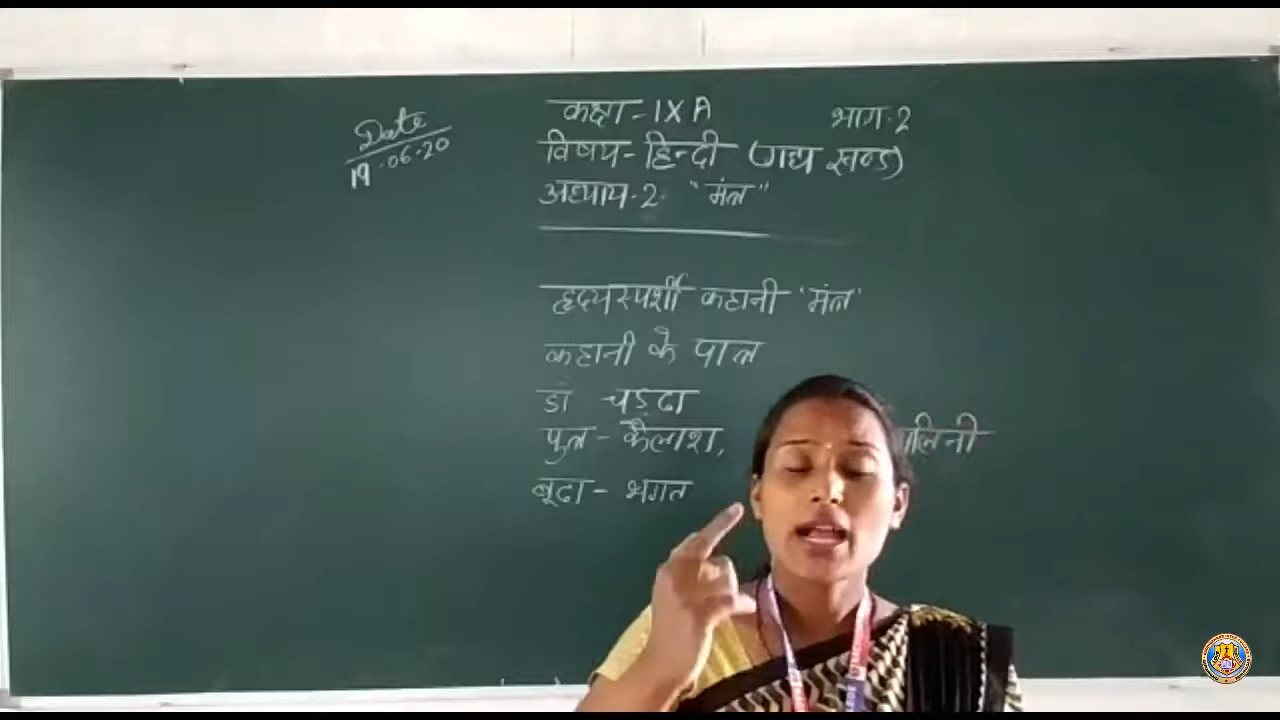 Date
19.06.20
कक्षा - IX A भाग-2
विषय - हिन्दी (गद्य खण्ड)
अध्याय-2- "मंत्र"
हृदयस्पर्शी कहानी 'मंत्र'
कहानी के पात्र
डॉ चड्ढा
पुत्र - कैलाश, लिनी
बूढा - भगत